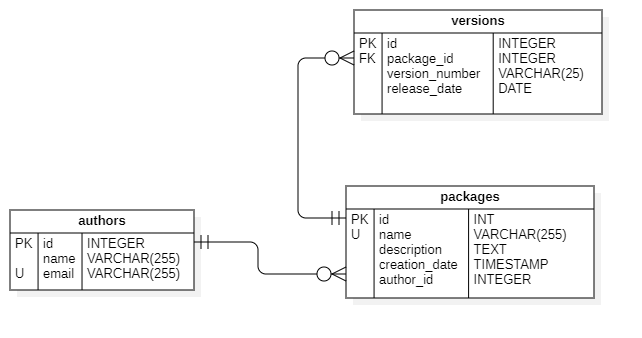 versions
PK id INTEGER
FK package_id INTEGER
version_number VARCHAR(25)
release_date DATE
packages
PK id INT
U name VARCHAR(255)
description TEXT
creation_date TIMESTAMP
author_id INTEGER
authors
PK id INTEGER
name VARCHAR(255)
U email VARCHAR(255)